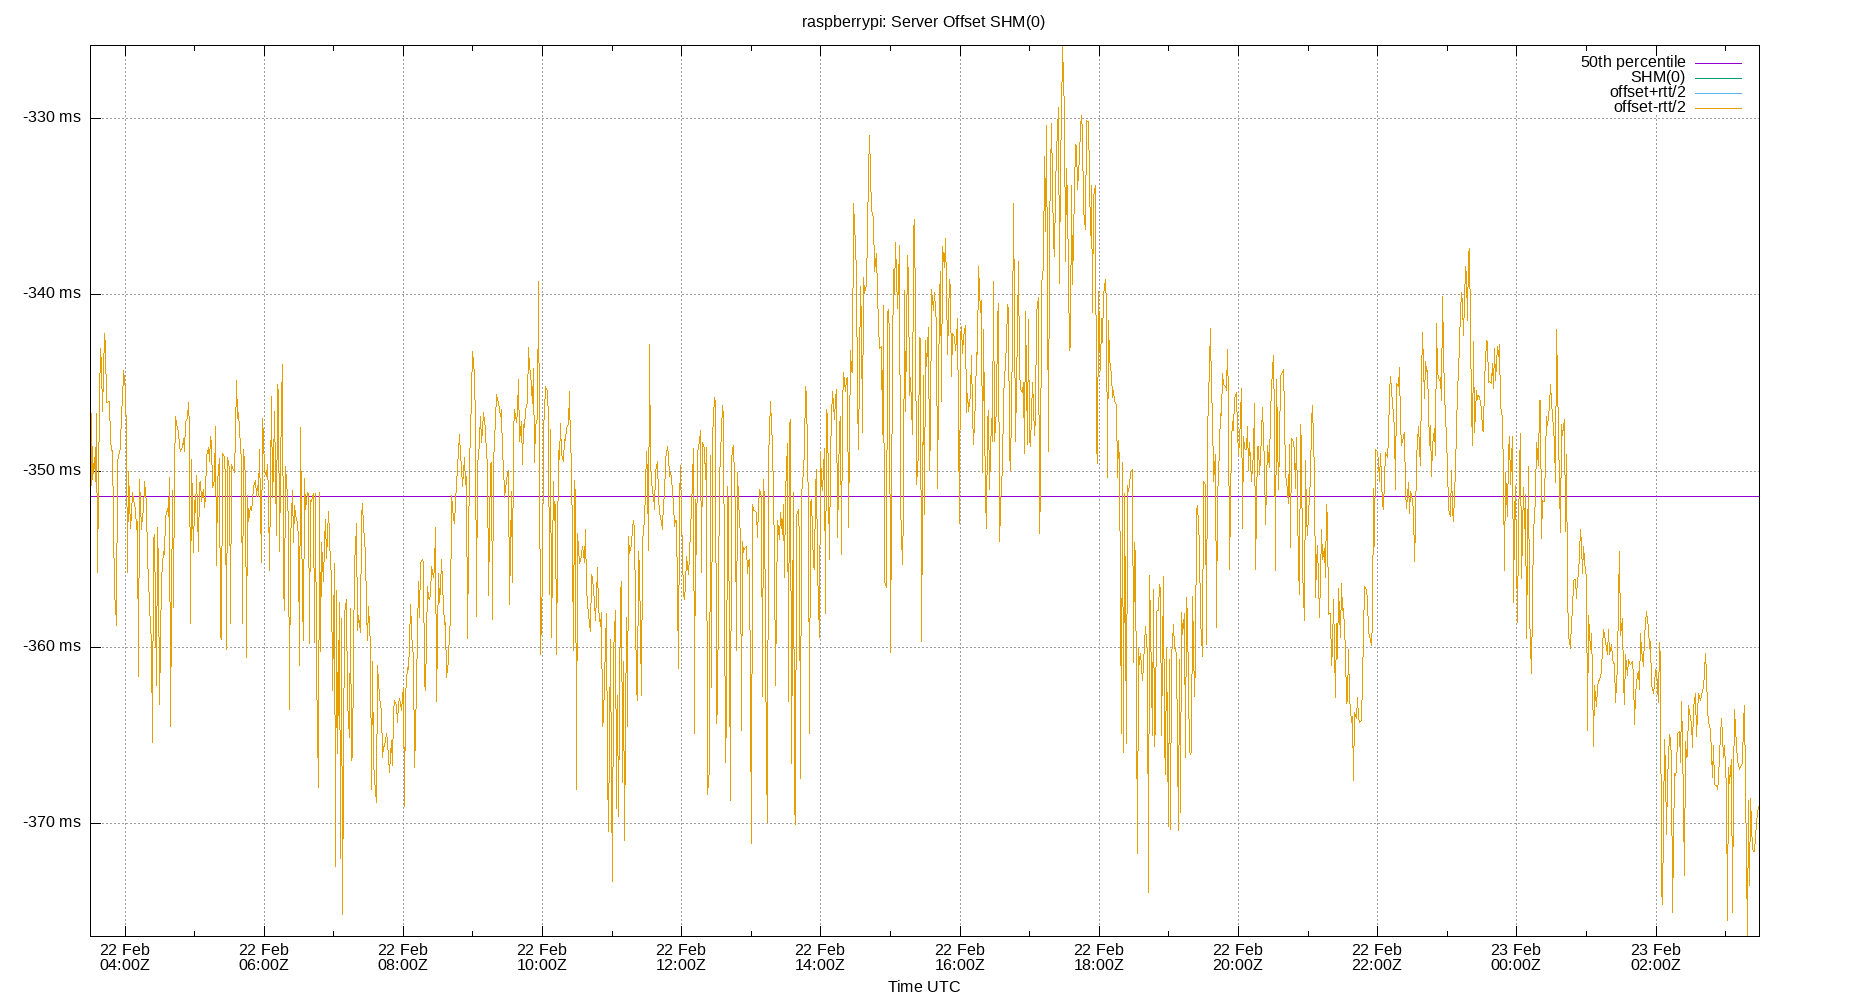 raspberrypi: Server Offset SHM(0)
50th percentile
SHM(0)
offset+rtt/2
offset-rtt/2
-330 ms
-340 ms
-350 ms
-360 ms
-370 ms
22 Feb 22 Feb 22 Feb 22 Feb 22 Feb 22 Feb 22 Feb 22 Feb 22 Feb 22 Feb 23 Feb 23 Feb
04:00Z 06:00Z 08:00Z 10:00Z 12:00Z 14:00Z 16:00Z 18:00Z 20:00Z 22:00Z 00:00Z 02:00Z
Time UTC